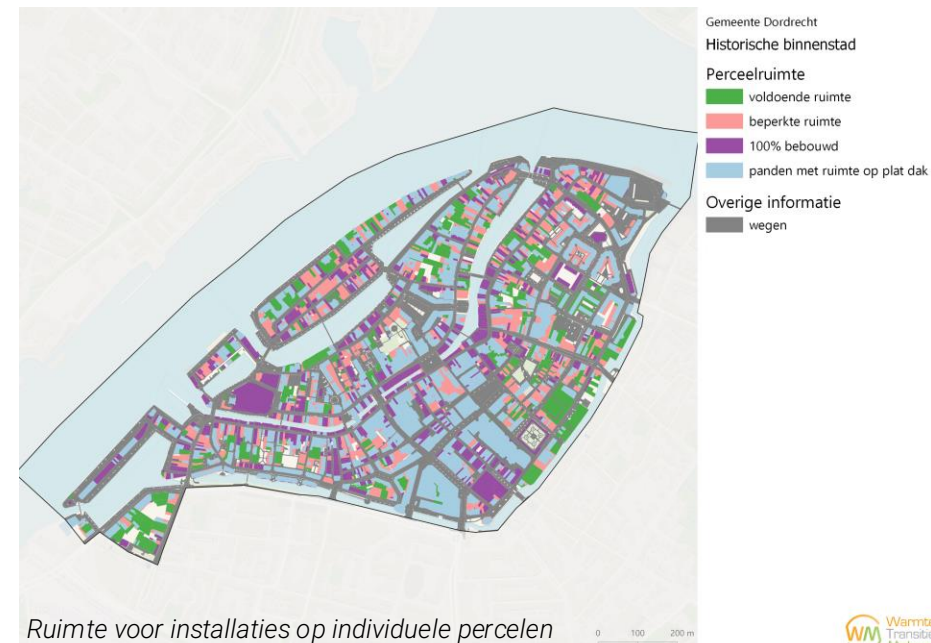 Gemeente Dordrecht
Historische binnenstad
Perceelruimte
voldoende ruimte
beperkte ruimte
100% bebouwd
panden met ruimte op plat dak
Overige informatie
wegen
Ruimte voor installaties op individuele percelen
0 100 200 m
WM